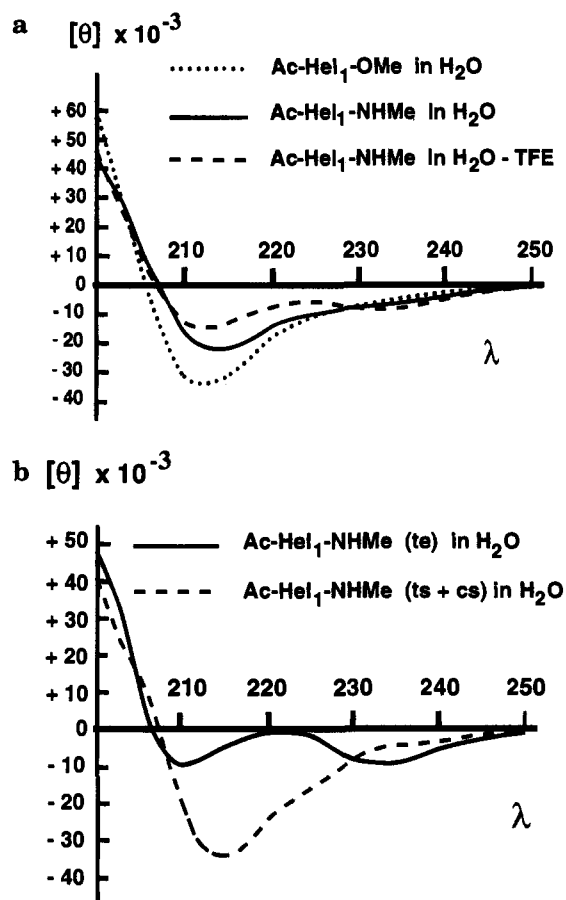 a [θ] x 10-3
Ac-Hel1-OMe in H2O
Ac-Hel1-NHMe in H2O
Ac-Hel1-NHMe in H2O - TFE
+ 60
+ 50
+ 40
+ 30
+ 20
+ 10
0
- 10
- 20
- 30
- 40
210 220 230 240 250
λ
b [θ] x 10-3
Ac-Hel1-NHMe (te) in H2O
Ac-Hel1-NHMe (ts + cs) in H2O
+ 50
+ 40
+ 30
+ 20
+ 10
0
- 10
- 20
- 30
- 40
210 220 230 240 250
λ